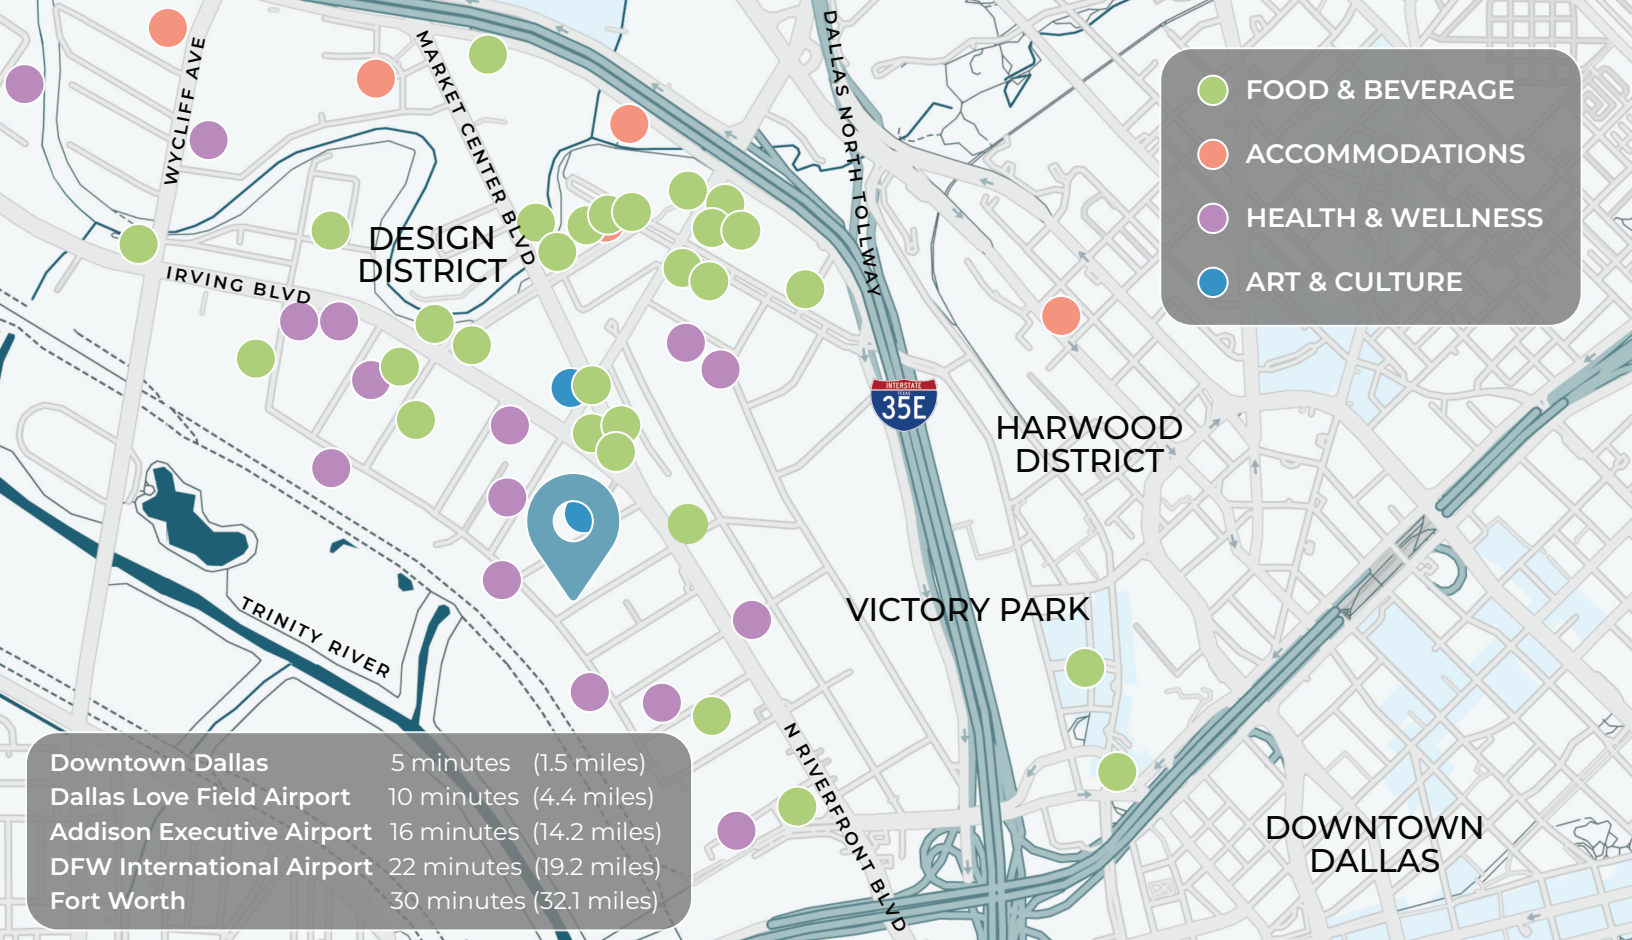 WYCLIFF AVE
MARKET CENTER BLVD
DALLAS NORTH TOLLWAY
FOOD & BEVERAGE
ACCOMMODATIONS
HEALTH & WELLNESS
ART & CULTURE
DESIGN
DISTRICT
IRVING BLVD
INTERSTATE
TEXAS
35E
HARWOOD
DISTRICT
VICTORY PARK
TRINITY RIVER
N RIVERFRONT BLVD
DOWNTOWN
DALLAS
Downtown Dallas 5 minutes (1.5 miles)
Dallas Love Field Airport 10 minutes (4.4 miles)
Addison Executive Airport 16 minutes (14.2 miles)
DFW International Airport 22 minutes (19.2 miles)
Fort Worth 30 minutes (32.1 miles)